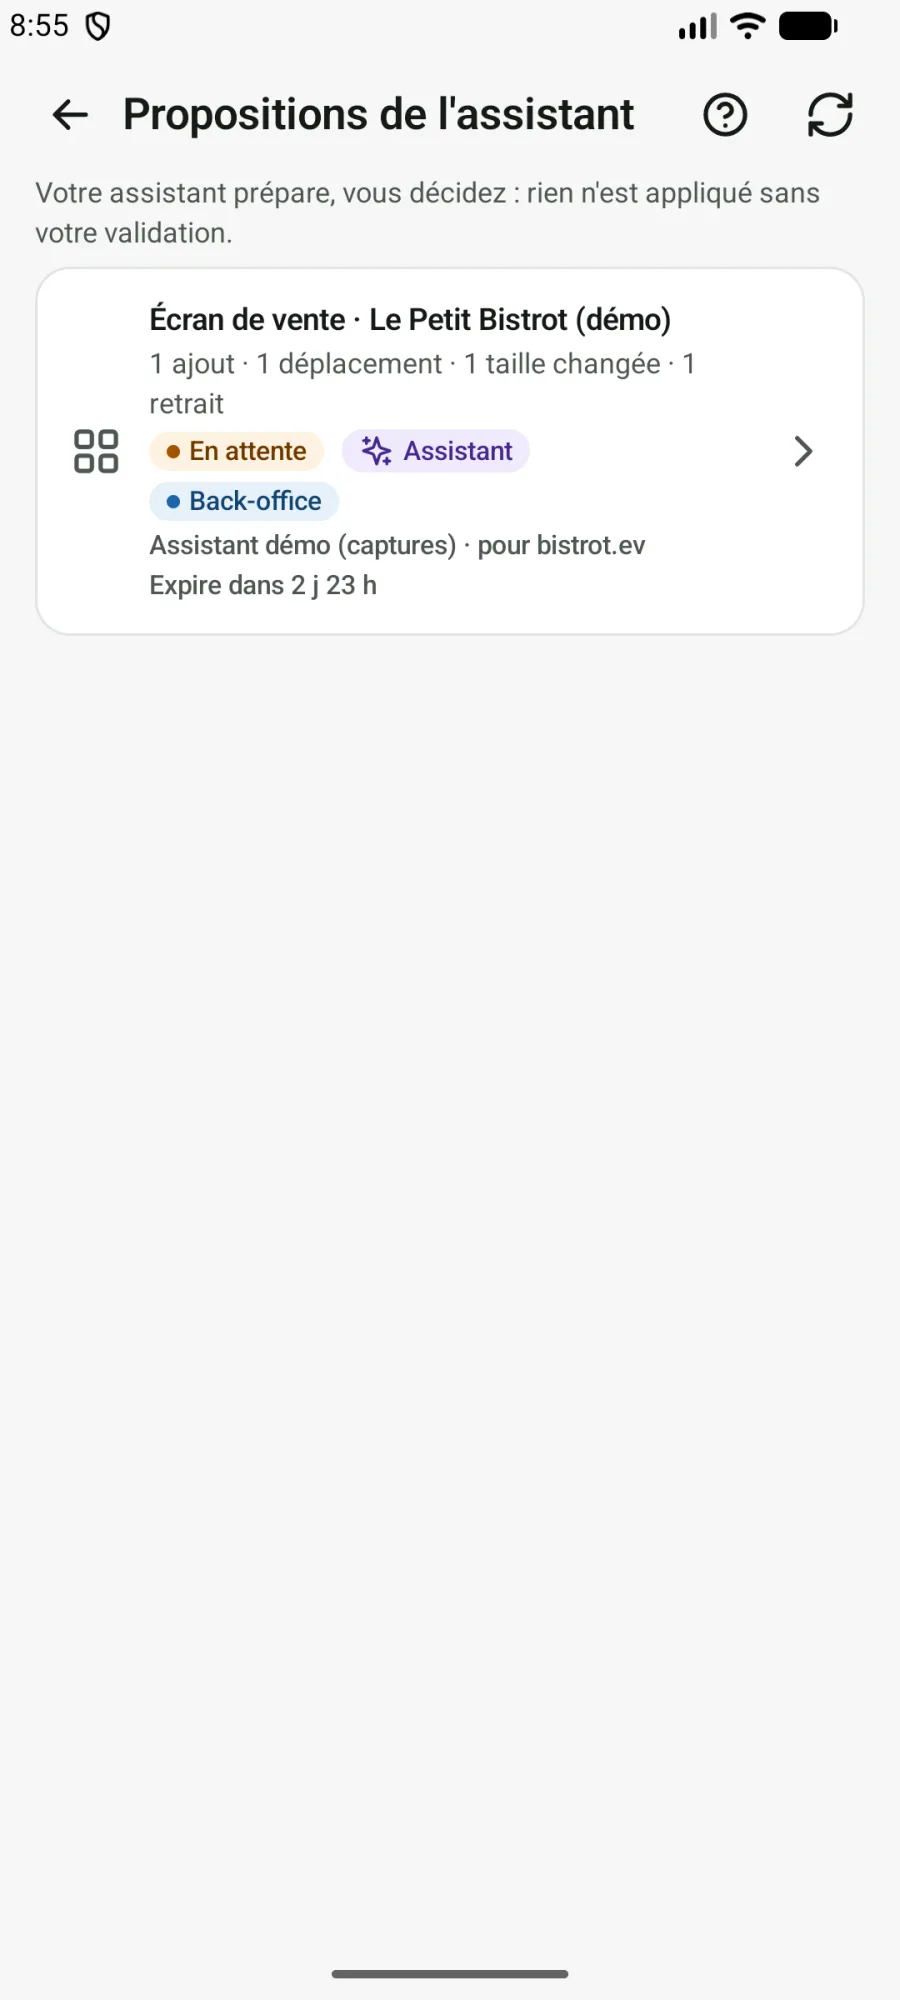 8:55
Propositions de l'assistant
Votre assistant prépare, vous décidez : rien n'est appliqué sans
votre validation.
Écran de vente · Le Petit Bistrot (démo)
1 ajout · 1 déplacement · 1 taille changée · 1
retrait
En attente
Assistant
Back-office
Assistant démo (captures) · pour bistrot.ev
Expire dans 2 j 23 h